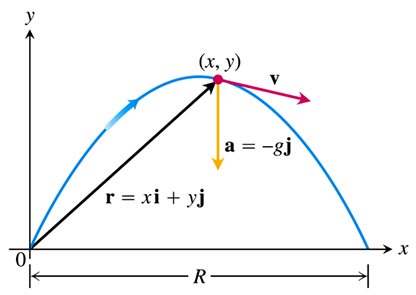 y
(x, y)
v
a = −gj
r = xi + yj
0
x
R